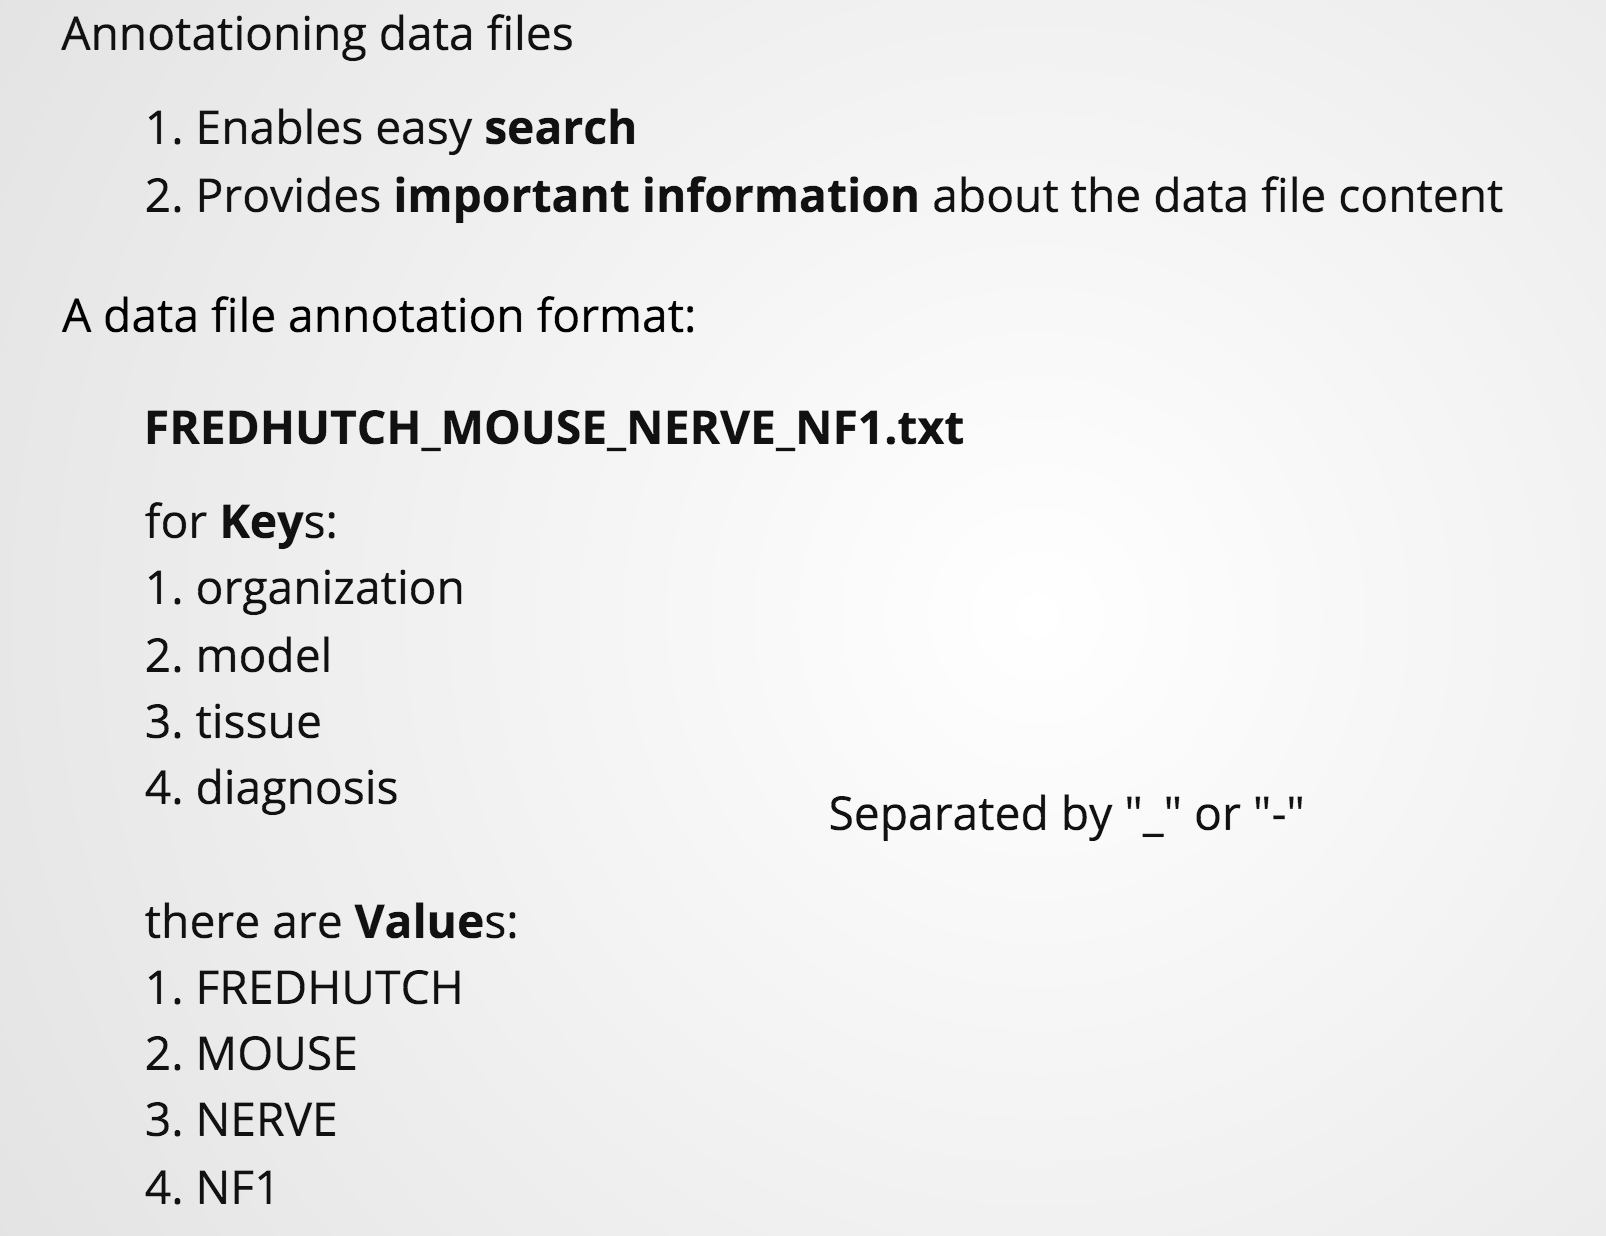 Annotationing data files
1. Enables easy search
2. Provides important information about the data file content
A data file annotation format:
FREDHUTCH_MOUSE_NERVE_NF1.txt
for Keys:
1. organization
2. model
3. tissue
4. diagnosis
Separated by "_" or "-"
there are Values:
1. FREDHUTCH
2. MOUSE
3. NERVE
4. NF1